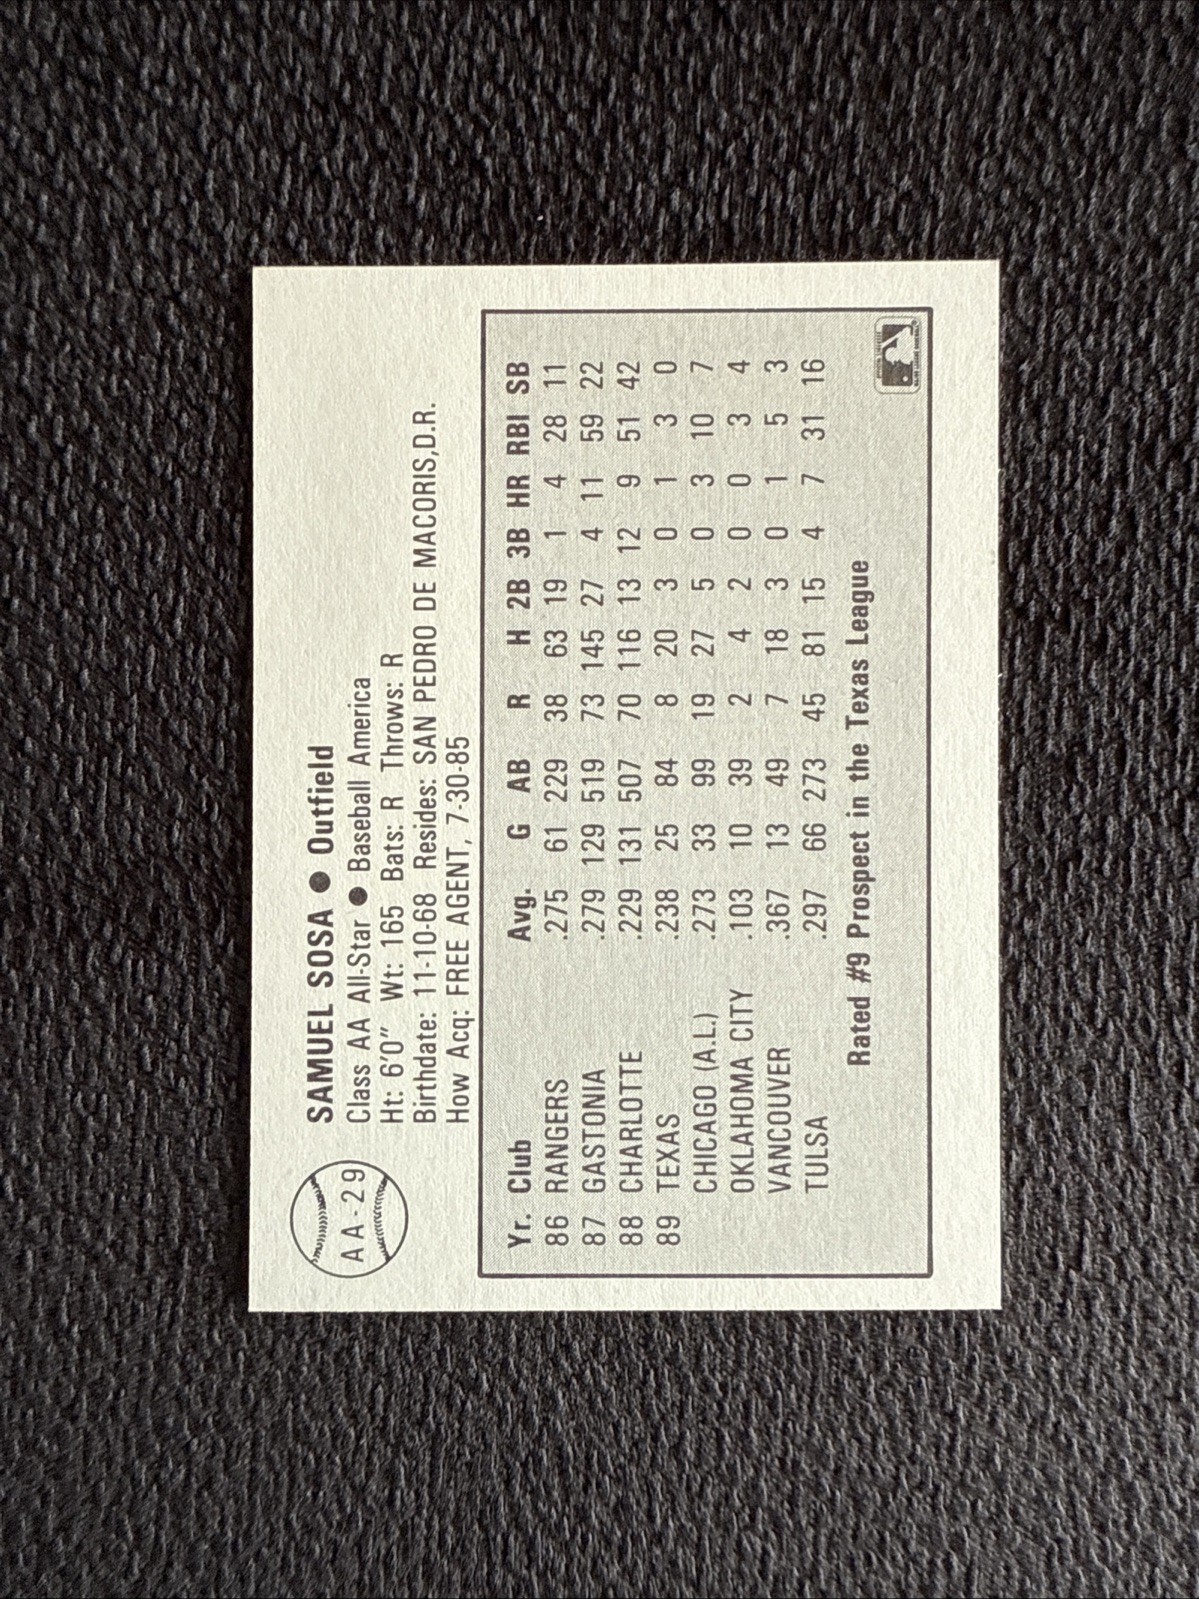 AA-29
SAMUEL SOSA ● Outfield
Class AA All-Star ● Baseball America
Ht: 6'0" Wt: 165 Bats: R Throws: R
Birthdate: 11-10-68 Resides: SAN PEDRO DE MACORIS,D.R.
How Acq: FREE AGENT, 7-30-85
Yr. Club Avg. G AB R H 2B 3B HR RBI SB
86 RANGERS .275 61 229 38 63 19 1 4 28 11
87 GASTONIA .279 129 519 73 145 27 4 11 59 22
88 CHARLOTTE .229 131 507 70 116 13 12 9 51 42
89 TEXAS .238 25 84 8 20 3 0 1 3 0
CHICAGO (A.L.) .273 33 99 19 27 5 0 3 10 7
OKLAHOMA CITY .103 10 39 2 4 2 0 0 3 4
VANCOUVER .367 13 49 7 18 3 0 1 5 3
TULSA .297 66 273 45 81 15 4 7 31 16
Rated #9 Prospect in the Texas League